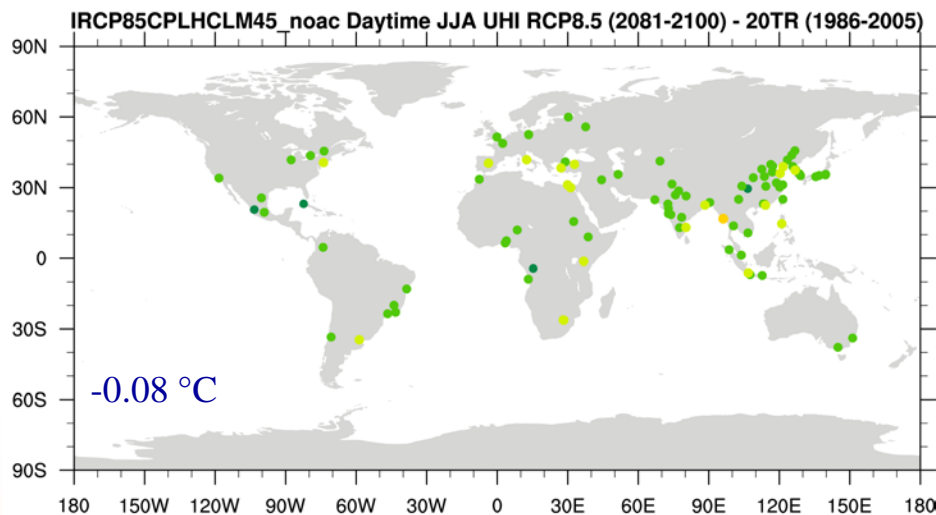 IRCP85CPLHCLM45_noac Daytime JJA UHI RCP8.5 (2081-2100) - 20TR (1986-2005)
90N
60N
30N
0
30S
60S
90S
-0.08 °C
180 150W 120W 90W 60W 30W 0 30E 60E 90E 120E 150E 180